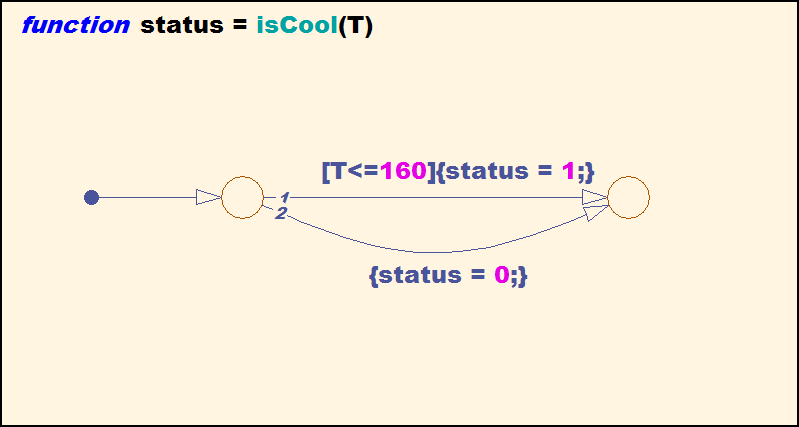 function status = isCool(T)
[T<=160]{status = 1;}
1
2
{status = 0;}